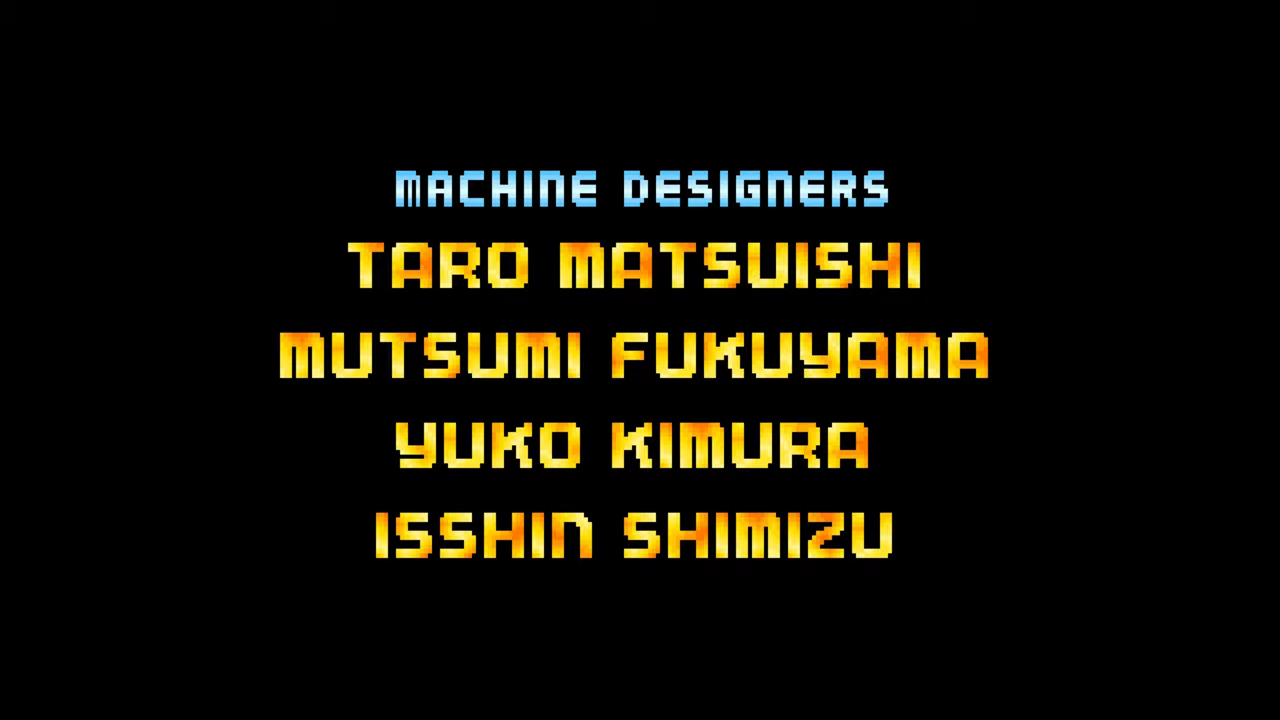 MACHINE DESIGNERS
TARO MATSUISHI
MUTSUMI FUKUYAMA
YUKO KIMURA
ISSHIN SHIMIZU